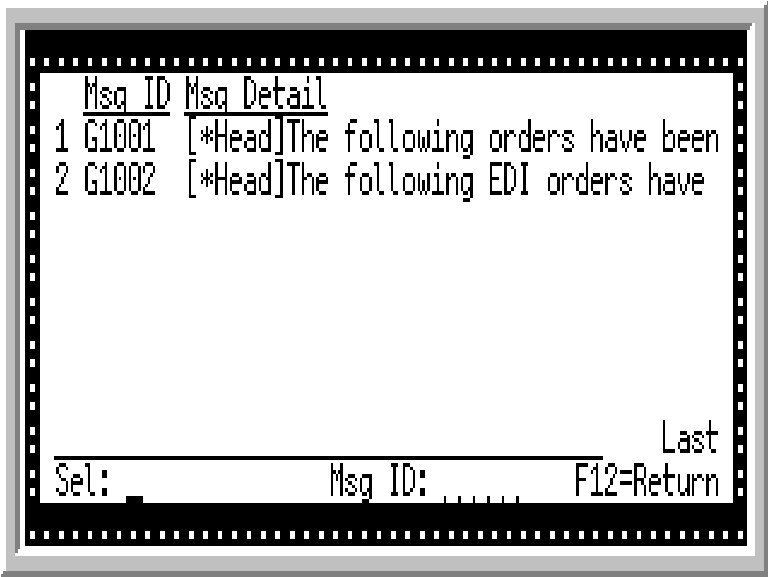 Msg ID Msg Detail
1 G1001 [*Head]The following orders have been
2 G1002 [*Head]The following EDI orders have
Last
Sel: _ Msg ID: ...... F12=Return